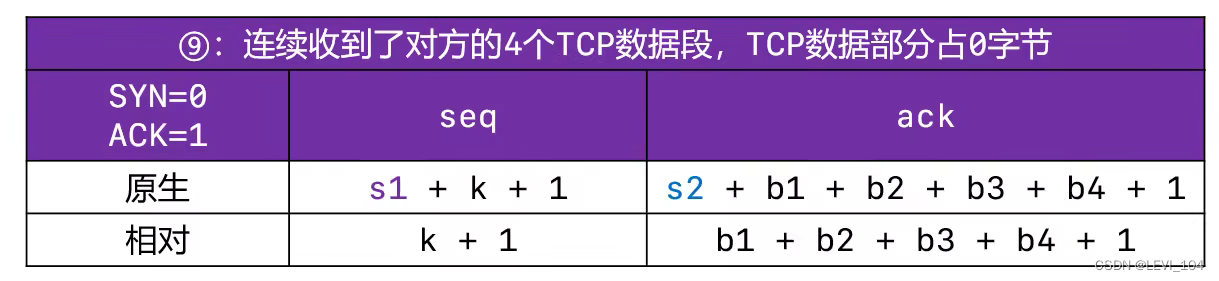 ⑨：连续收到了对方的4个TCP数据段，TCP数据部分占0字节
SYN=0
ACK=1
seq
ack
原生
s1 + k + 1
s2 + b1 + b2 + b3 + b4 + 1
相对
k + 1
b1 + b2 + b3 + b4 + 1
CSDN @LEVI_104